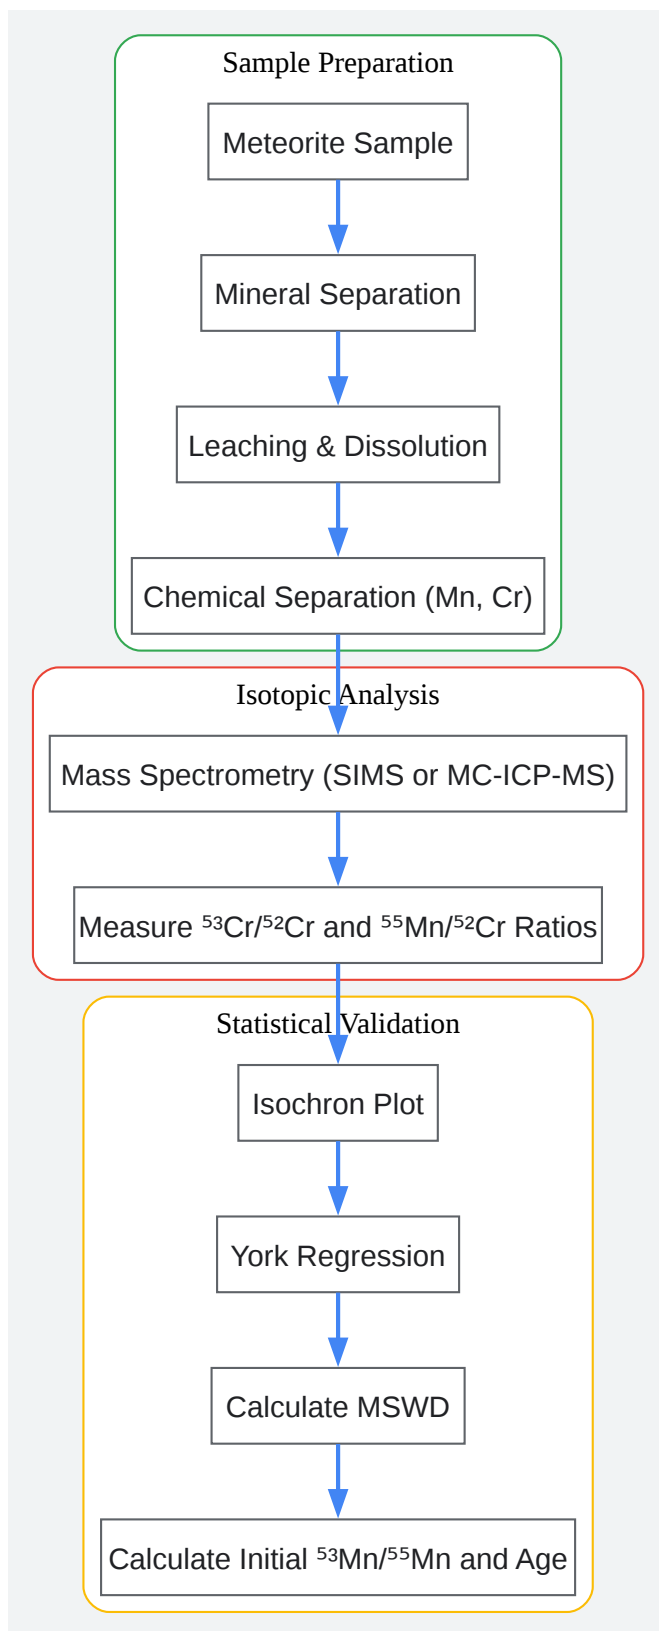 Sample Preparation
Meteorite Sample
Mineral Separation
Leaching & Dissolution
Chemical Separation (Mn, Cr)
Isotopic Analysis
Mass Spectrometry (SIMS or MC-ICP-MS)
Measure ⁵³Cr/⁵²Cr and ⁵⁵Mn/⁵²Cr Ratios
Statistical Validation
Isochron Plot
York Regression
Calculate MSWD
Calculate Initial ⁵³Mn/⁵⁵Mn and Age